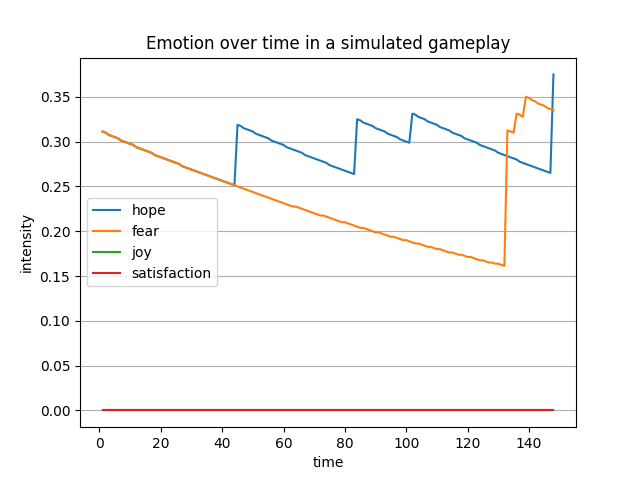 Emotion over time in a simulated gameplay
intensity
0.35
0.30
0.25
0.20
0.15
0.10
0.05
0.00
hope
fear
joy
satisfaction
0 20 40 60 80 100 120 140
time